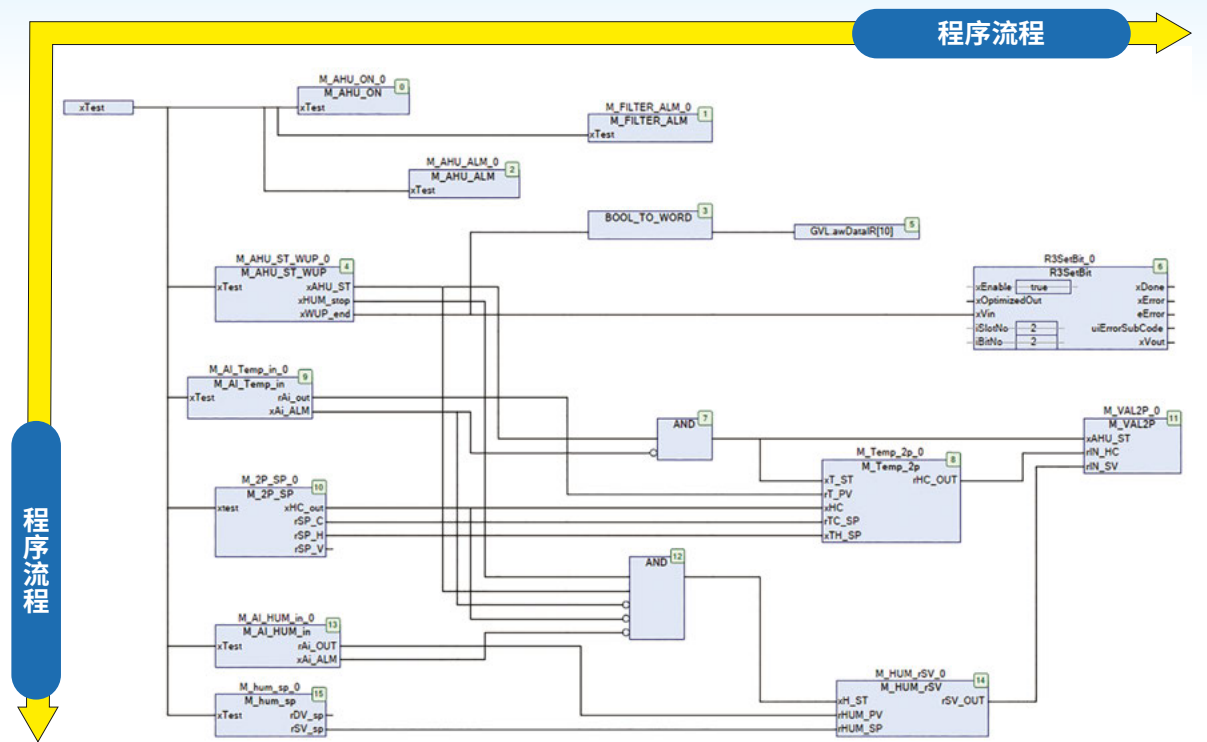 程序流程
M_AHU_ON_0
0
M_AHU_ON
xTest
xTest
M_FILTER_ALM_0
1
M_FILTER_ALM
xTest
M_AHU_ALM_0
2
M_AHU_ALM
xTest
3
BOOL_TO_WORD
5
GVL.awDataIR[10]
M_AHU_ST_WUP_0
4
M_AHU_ST_WUP
xTest xAHU_ST
xHUM_stop
xWUP_end
R3SetBit_0
6
R3SetBit
xEnable true xDone
xOptimizedOut xError
xVin eError
iSlotNo 2 uiErrorSubCode
iBitNo 2 xVout
M_AI_Temp_in_0
9
M_AI_Temp_in
xTest rAi_out
xAi_ALM
7
AND
M_VAL2P_0
11
M_VAL2P
xAHU_ST
rIN_HC
rIN_SV
M_Temp_2p_0
8
M_Temp_2p
xT_ST rHC_OUT
rT_PV
xHC
rTC_SP
xTH_SP
M_2P_SP_0
10
M_2P_SP
xtest xHC_out
rSP_C
rSP_H
rSP_V
程序流程
12
AND
M_AI_HUM_in_0
13
M_AI_HUM_in
xTest rAi_OUT
xAi_ALM
M_HUM_rSV_0
14
M_HUM_rSV
xH_ST rSV_OUT
rHUM_PV
rHUM_SP
M_hum_sp_0
15
M_hum_sp
xTest rDV_sp
rSV_sp